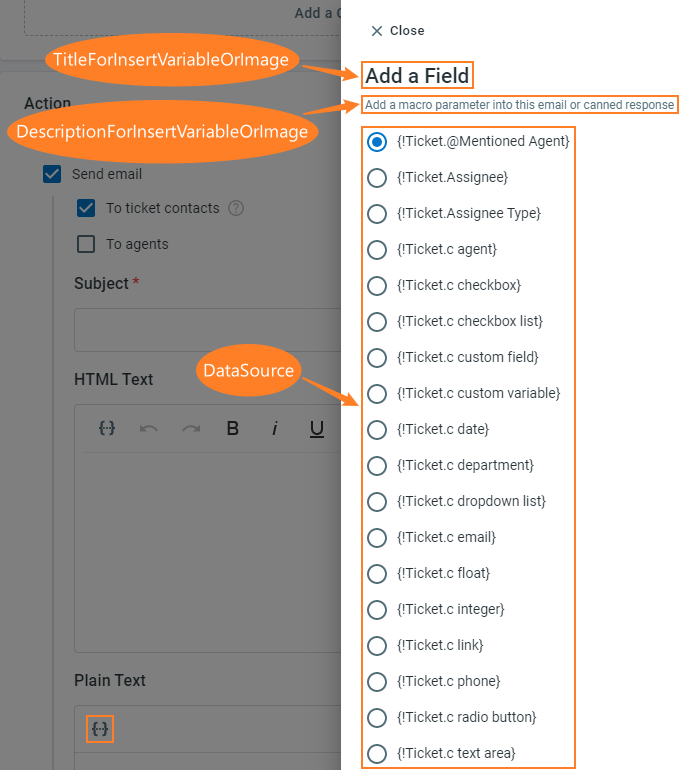 Add a C
Close
TitleForInsertVariableOrImage
Add a Field
Action
Add a macro parameter into this email or canned response
DescriptionForInsertVariableOrImage
{!Ticket.@Mentioned Agent}
Send email
{!Ticket.Assignee}
To ticket contacts ?
{!Ticket.Assignee Type}
To agents
{!Ticket.c agent}
Subject *
{!Ticket.c checkbox}
{!Ticket.c checkbox list}
{!Ticket.c custom field}
DataSource
HTML Text
{!Ticket.c custom variable}
B i U
{!Ticket.c date}
{!Ticket.c department}
{!Ticket.c dropdown list}
{!Ticket.c email}
{!Ticket.c float}
{!Ticket.c integer}
{!Ticket.c link}
Plain Text
{!Ticket.c phone}
{!Ticket.c radio button}
{!Ticket.c text area}